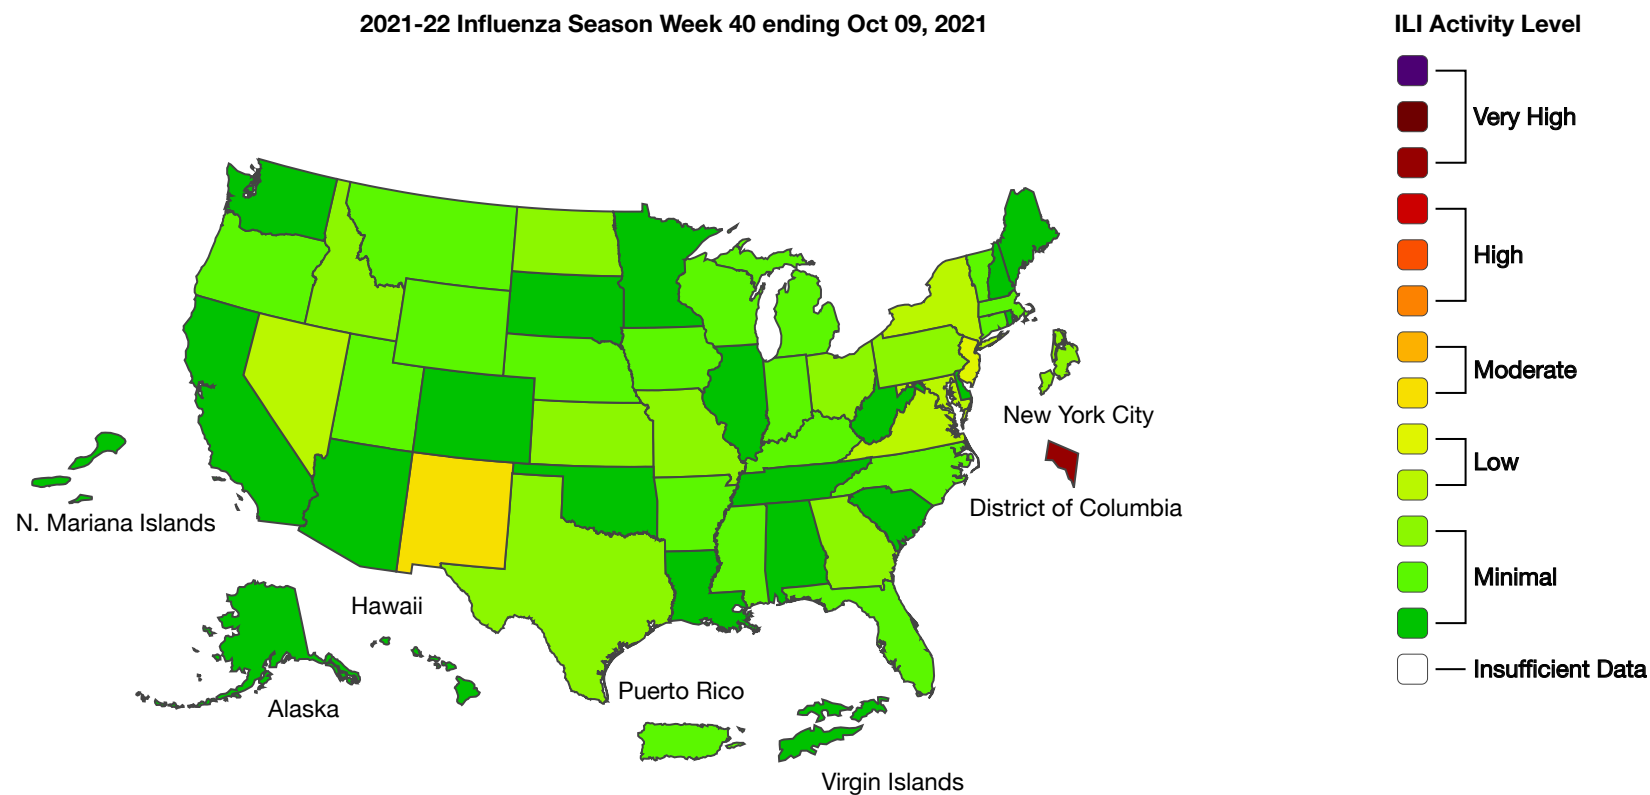 2021-22 Influenza Season Week 40 ending Oct 09, 2021
ILI Activity Level
Very High
High
Moderate
Low
Minimal
Insufficient Data
New York City
District of Columbia
N. Mariana Islands
Hawaii
Alaska
Puerto Rico
Virgin Islands